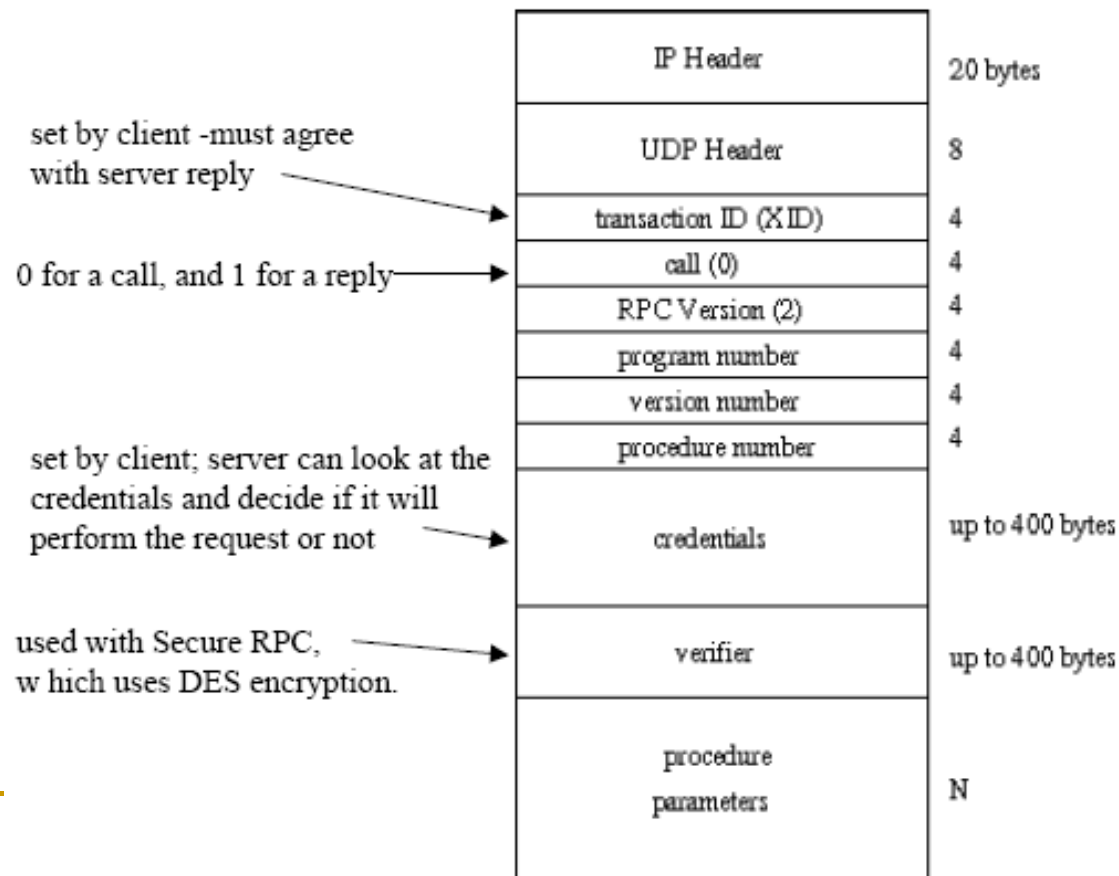 IP Header
20 bytes
set by client -must agree
with server reply
UDP Header
8
transaction ID (XID)
4
0 for a call, and 1 for a reply
call (0)
4
RPC Version (2)
4
program number
4
version number
4
procedure number
4
set by client; server can look at the
credentials and decide if it will
perform the request or not
credentials
up to 400 bytes
used with Secure RPC,
w hich uses DES encryption.
verifier
up to 400 bytes
procedure
parameters
N